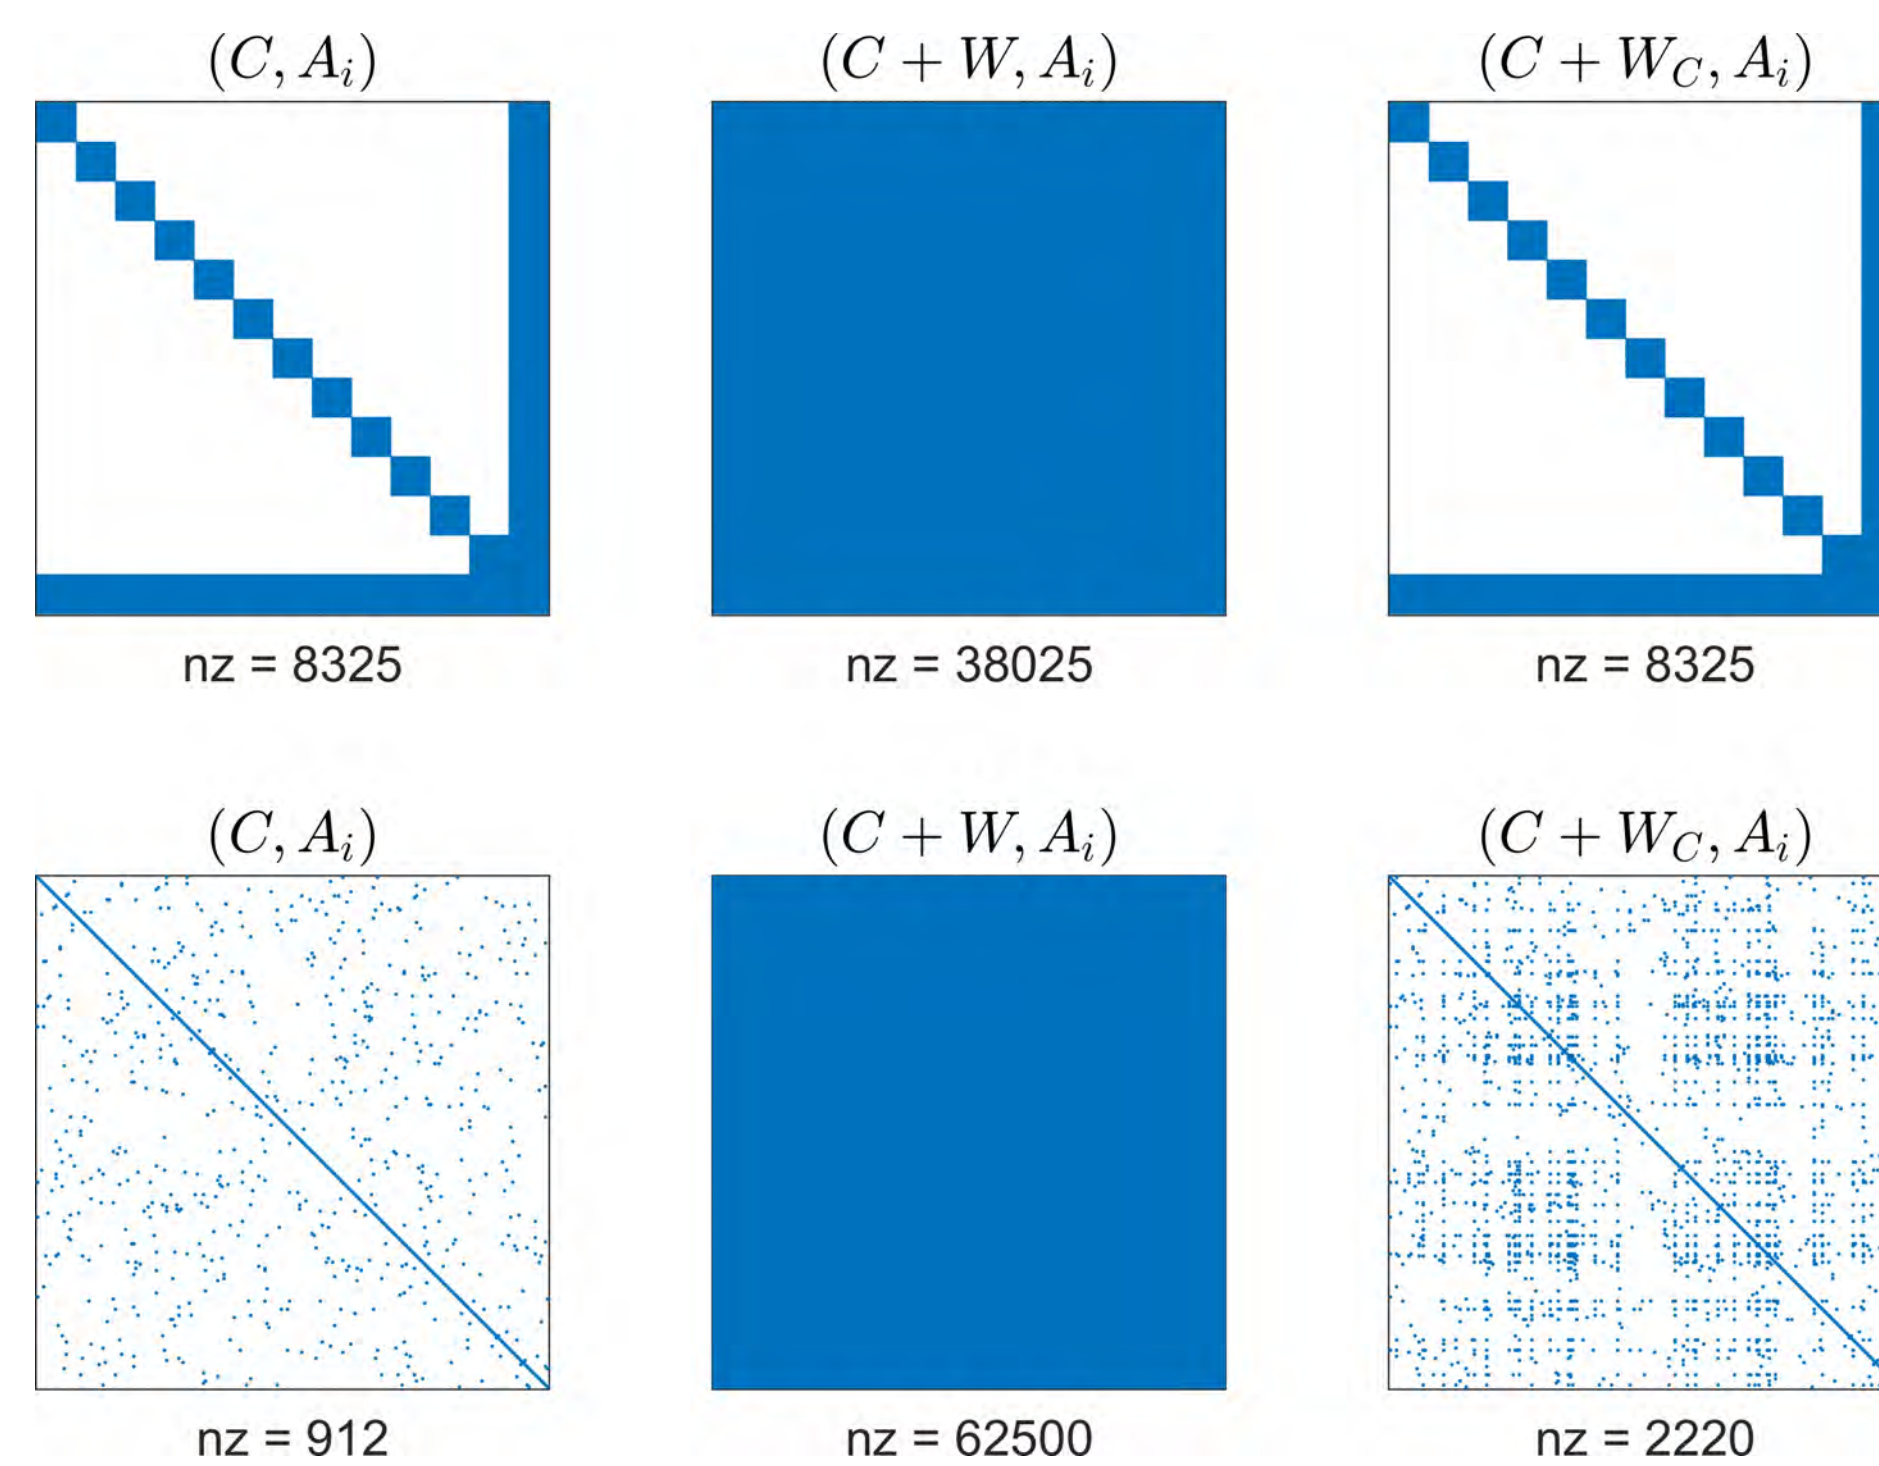 (C, A_i)
(C + W, A_i)
(C + W_C, A_i)
nz = 8325
nz = 38025
nz = 8325
(C, A_i)
(C + W, A_i)
(C + W_C, A_i)
nz = 912
nz = 62500
nz = 2220